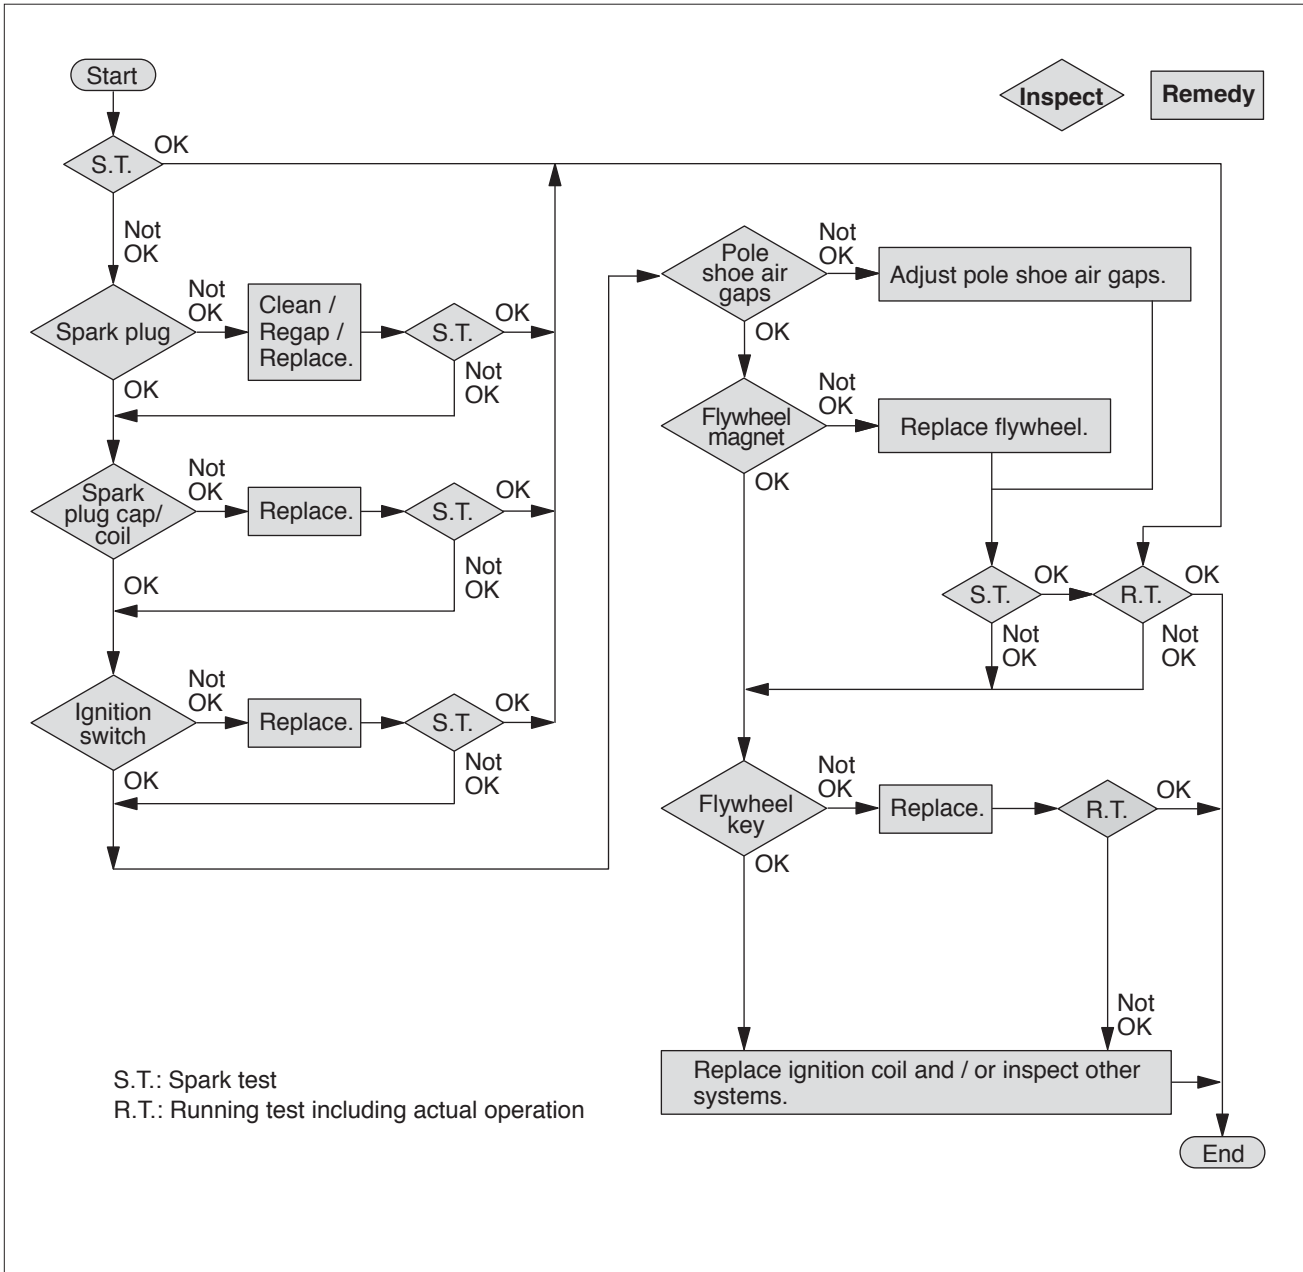 Start
Inspect
Remedy
S.T.
OK
Not
OK
Spark plug
Not
OK
Clean /
Regap /
Replace.
S.T.
OK
Not
OK
OK
Spark
plug cap/
coil
Not
OK
Replace.
S.T.
OK
Not
OK
OK
Ignition
switch
Not
OK
Replace.
S.T.
OK
Not
OK
OK
Pole
shoe air
gaps
Not
OK
Adjust pole shoe air gaps.
OK
Flywheel
magnet
Not
OK
Replace flywheel.
OK
S.T.
OK
Not
OK
R.T.
OK
Not
OK
Flywheel
key
Not
OK
Replace.
R.T.
OK
Not
OK
OK
Replace ignition coil and / or inspect other
systems.
End
S.T.: Spark test
R.T.: Running test including actual operation